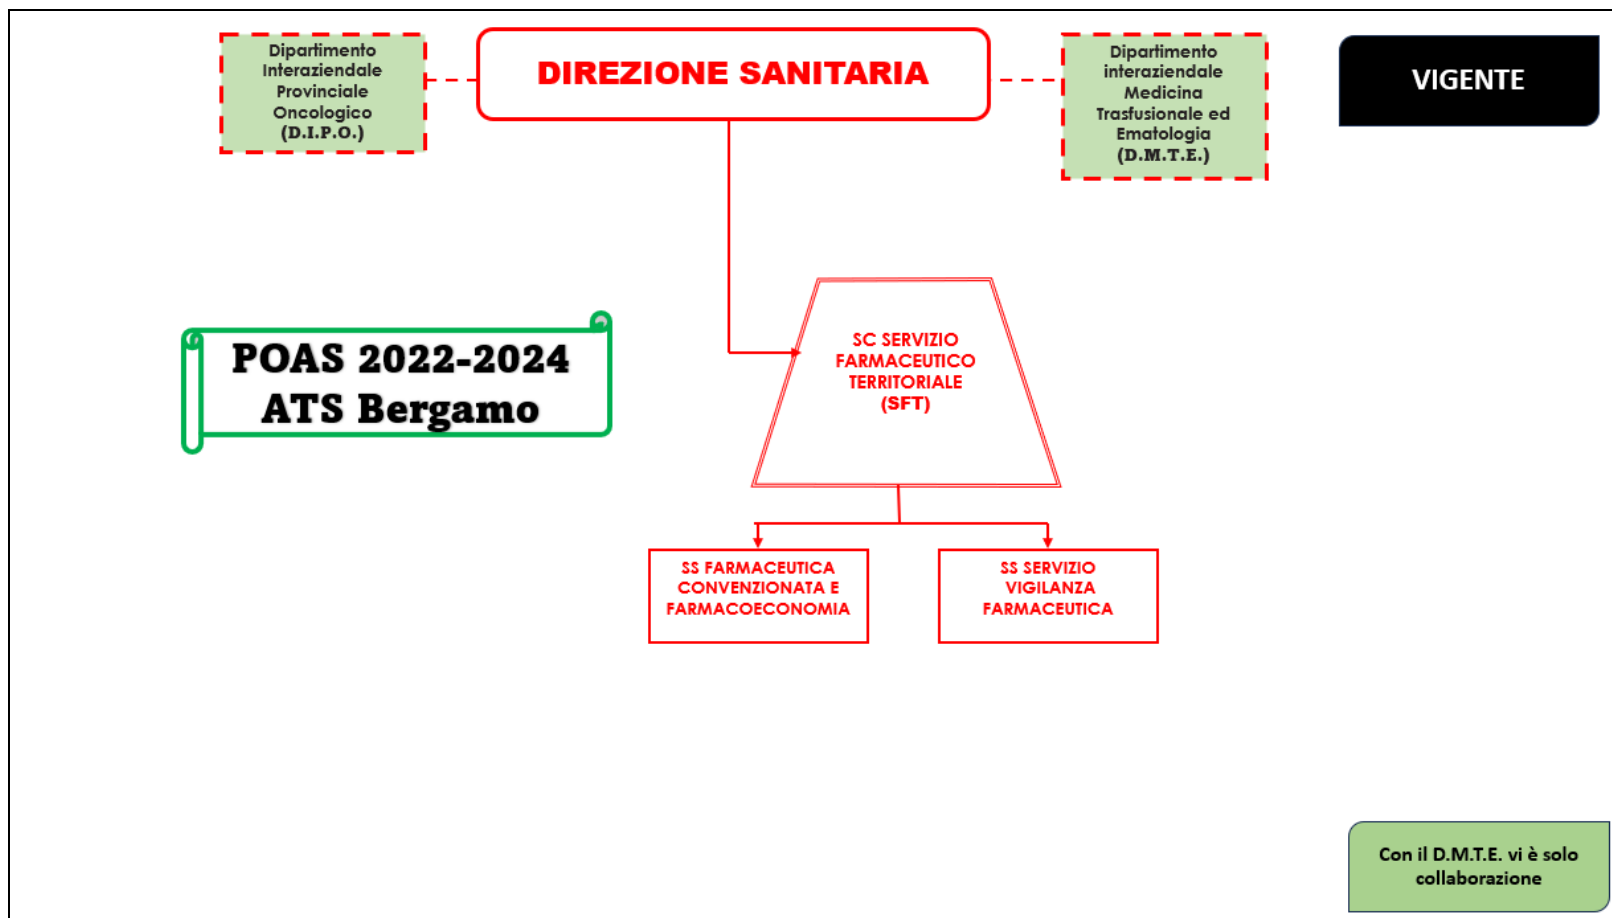 Dipartimento
Interaziendale
Provinciale
Oncologico
(D.I.P.O.)
DIREZIONE SANITARIA
Dipartimento
interaziendale
Medicina
Trasfusionale ed
Ematologia
(D.M.T.E.)
VIGENTE
POAS 2022-2024
ATS Bergamo
SC SERVIZIO
FARMACEUTICO
TERRITORIALE
(SFT)
SS FARMACEUTICA
CONVENZIONATA E
FARMACOECONOMIA
SS SERVIZIO
VIGILANZA
FARMACEUTICA
Con il D.M.T.E. vi è solo
collaborazione